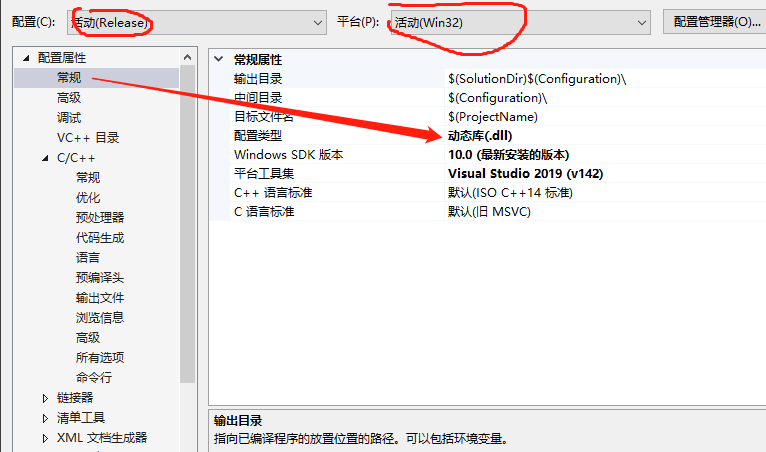 配置(C): 活动(Release) 平台(P): 活动(Win32) 配置管理器(O)...
配置属性
常规
高级
调试
VC++ 目录
C/C++
常规
优化
预处理器
代码生成
语言
预编译头
输出文件
浏览信息
高级
所有选项
命令行
链接器
清单工具
XML 文档生成器
常规属性
输出目录 $(SolutionDir)$(Configuration)\
中间目录 $(Configuration)\
目标文件名 $(ProjectName)
配置类型 动态库(.dll)
Windows SDK 版本 10.0 (最新安装的版本)
平台工具集 Visual Studio 2019 (v142)
C++ 语言标准 默认(ISO C++14 标准)
C 语言标准 默认(旧 MSVC)
输出目录
指向已编译程序的放置位置的路径。可以包括环境变量。